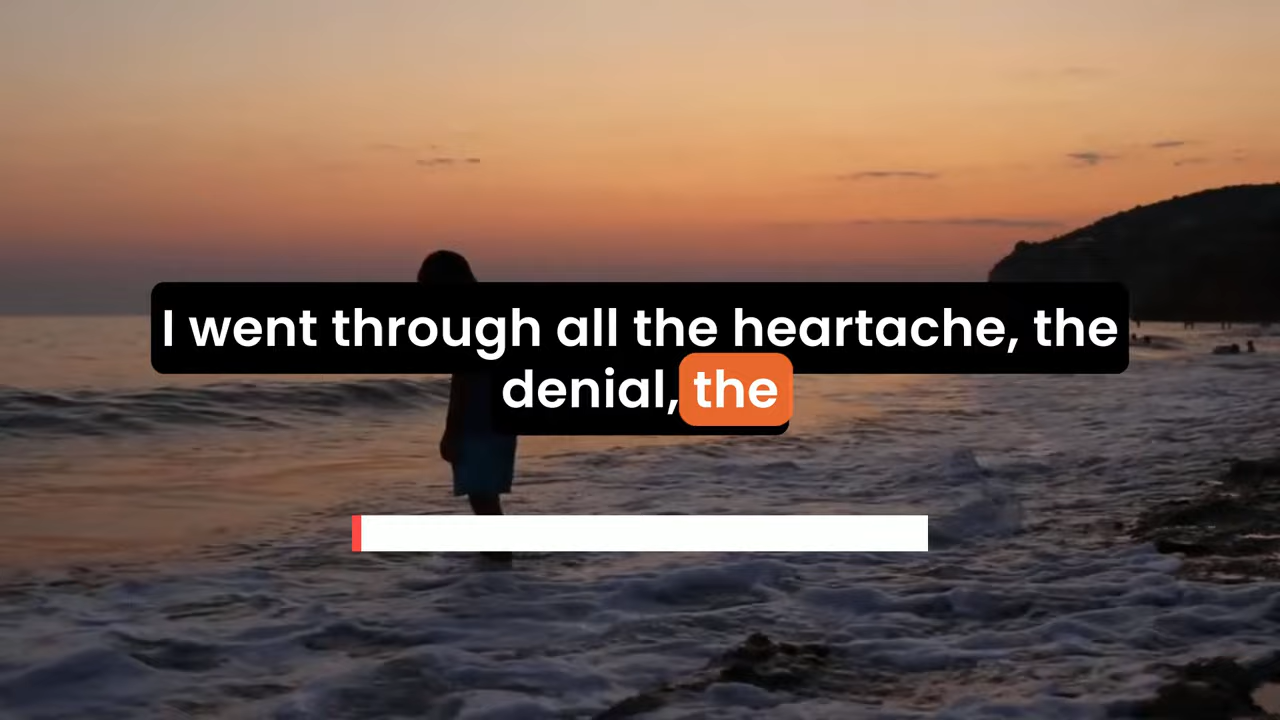 I went through all the heartache, the
denial, the